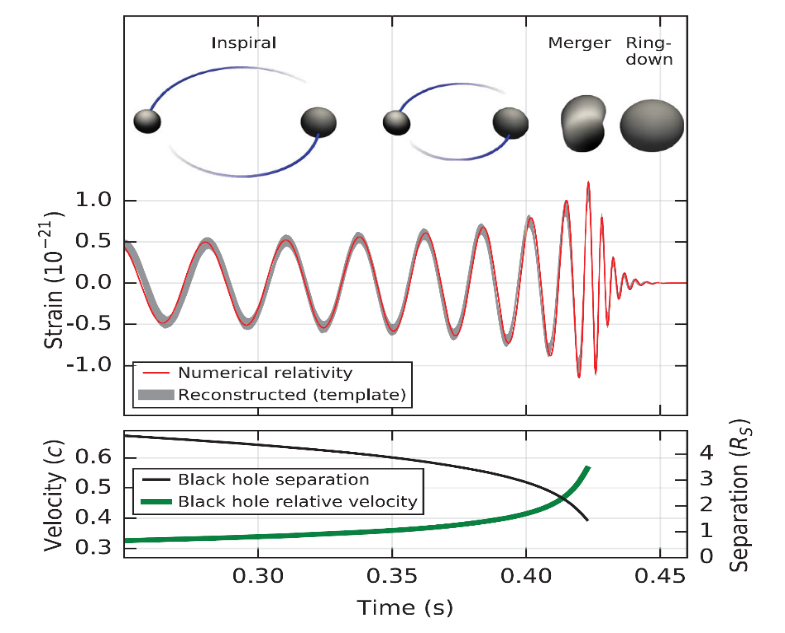 Inspiral
Merger
Ring-
down
Strain (10⁻²¹)
1.0
0.5
0.0
-0.5
-1.0
Numerical relativity
Reconstructed (template)
Velocity (c)
0.6
0.5
0.4
0.3
Black hole separation
Black hole relative velocity
4
3
2
1
0
Separation (R_S)
0.30
0.35
0.40
0.45
Time (s)